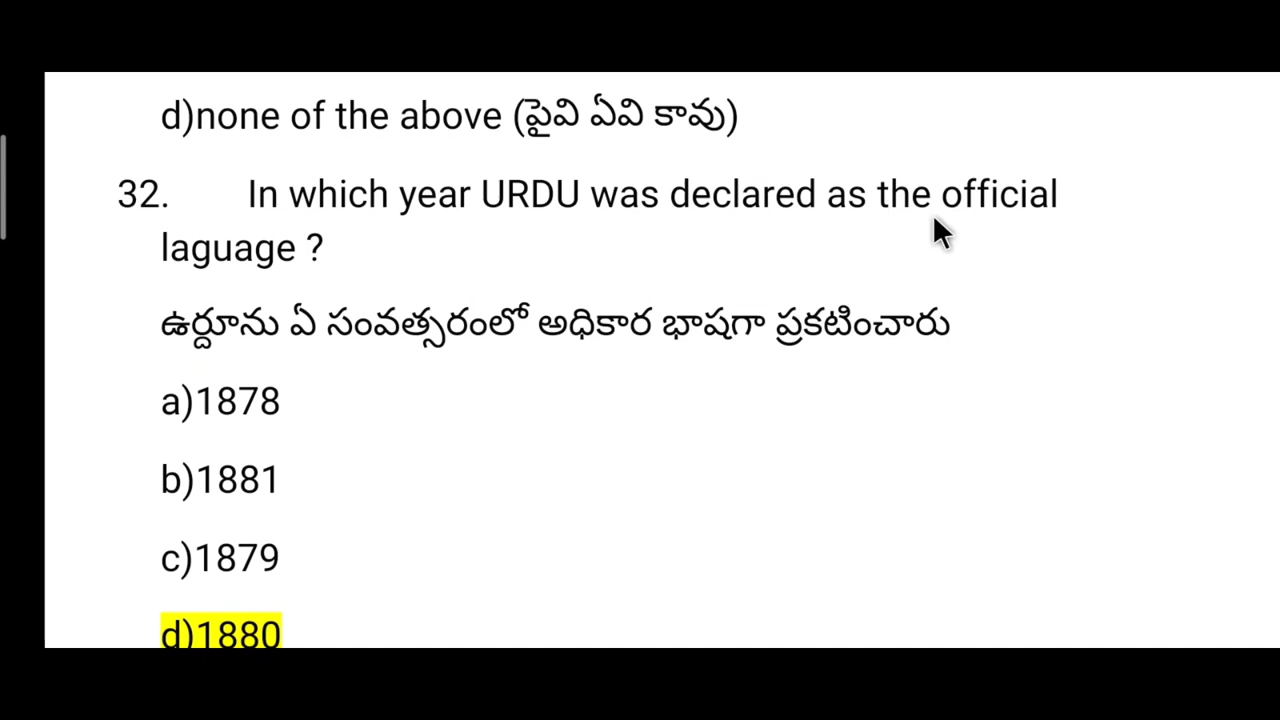 d)none of the above (పైవి ఏవి కావు)
32. In which year URDU was declared as the official
laguage ?
ఉర్దూను ఏ సంవత్సరంలో అధికార భాషగా ప్రకటించారు
a)1878
b)1881
c)1879
d)1880